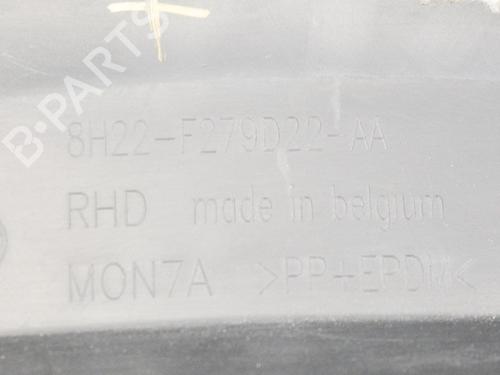 B-PARTS
8H22-F279D22-AA
RHD made in belgium
MON7A >PP+EPDM<